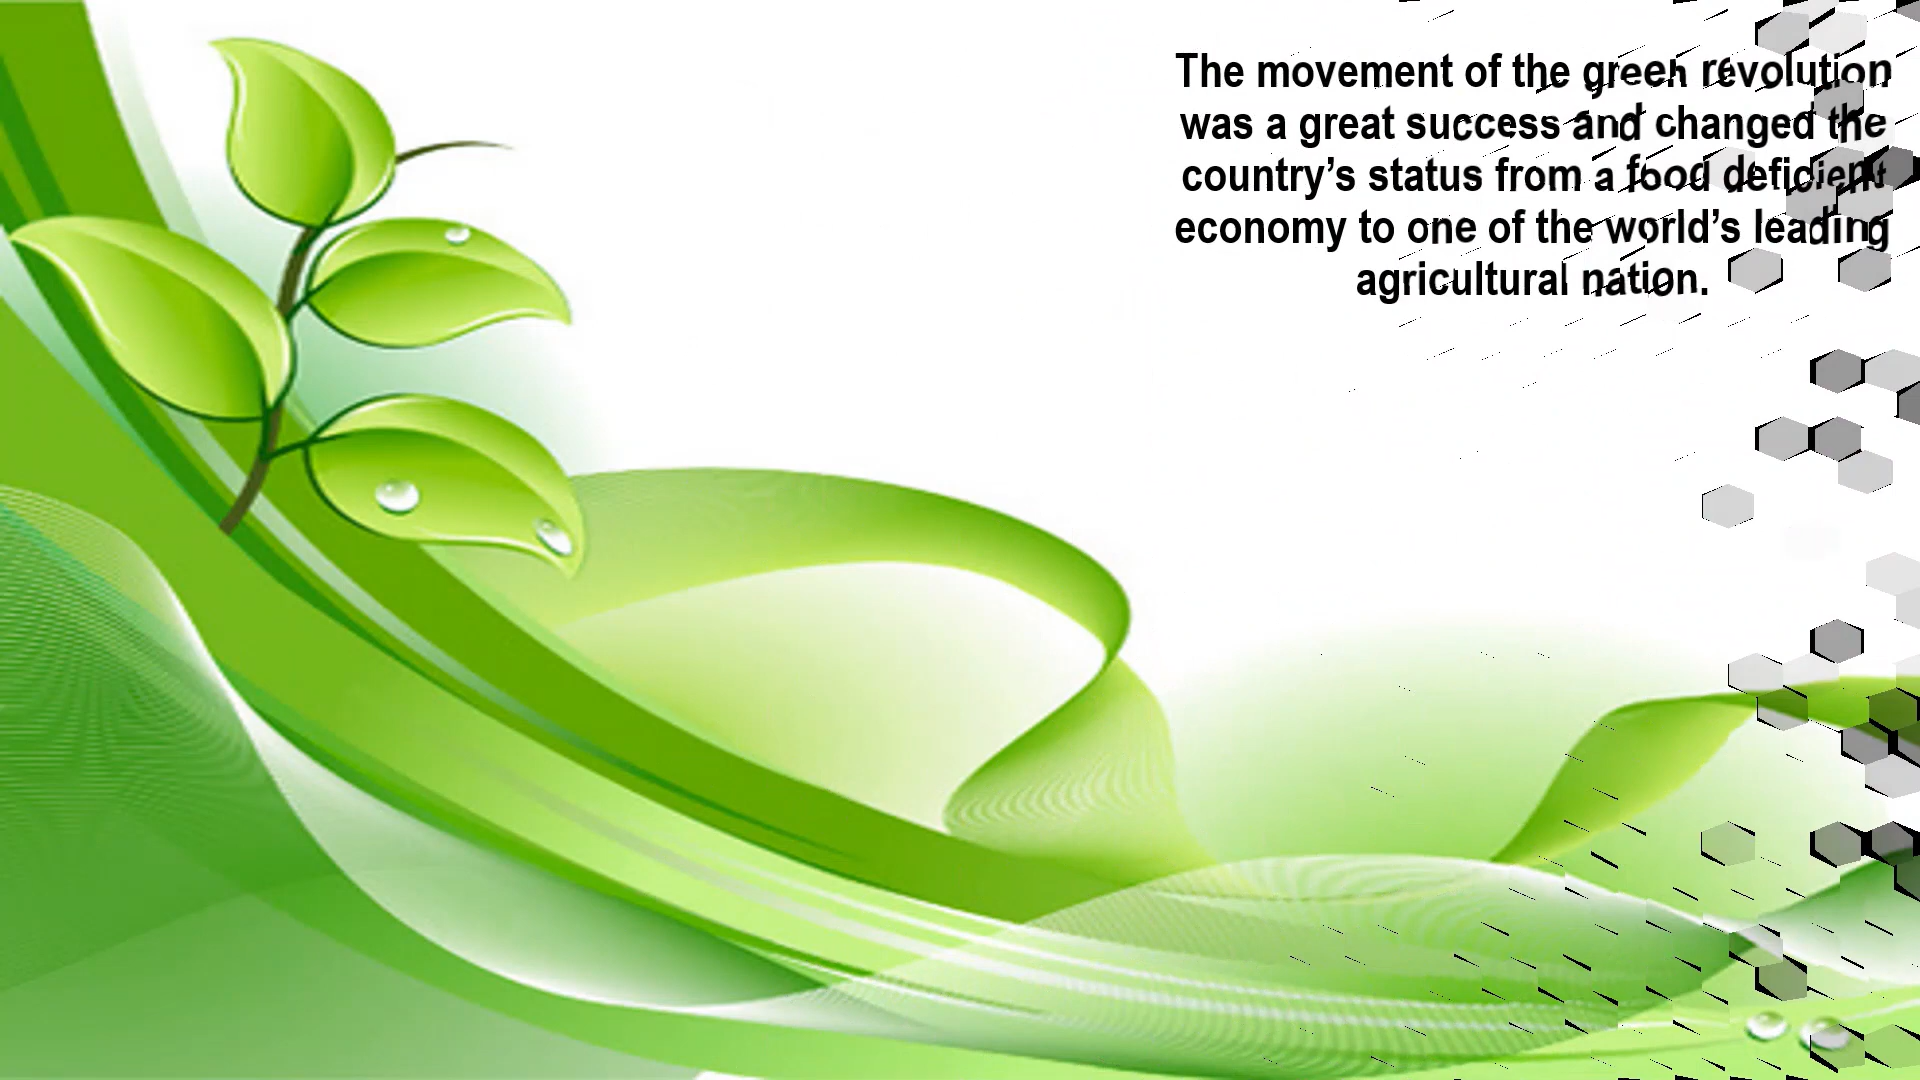 The movement of the green revolution
was a great success and changed the
country’s status from a food deficient
economy to one of the world’s leading
agricultural nation.